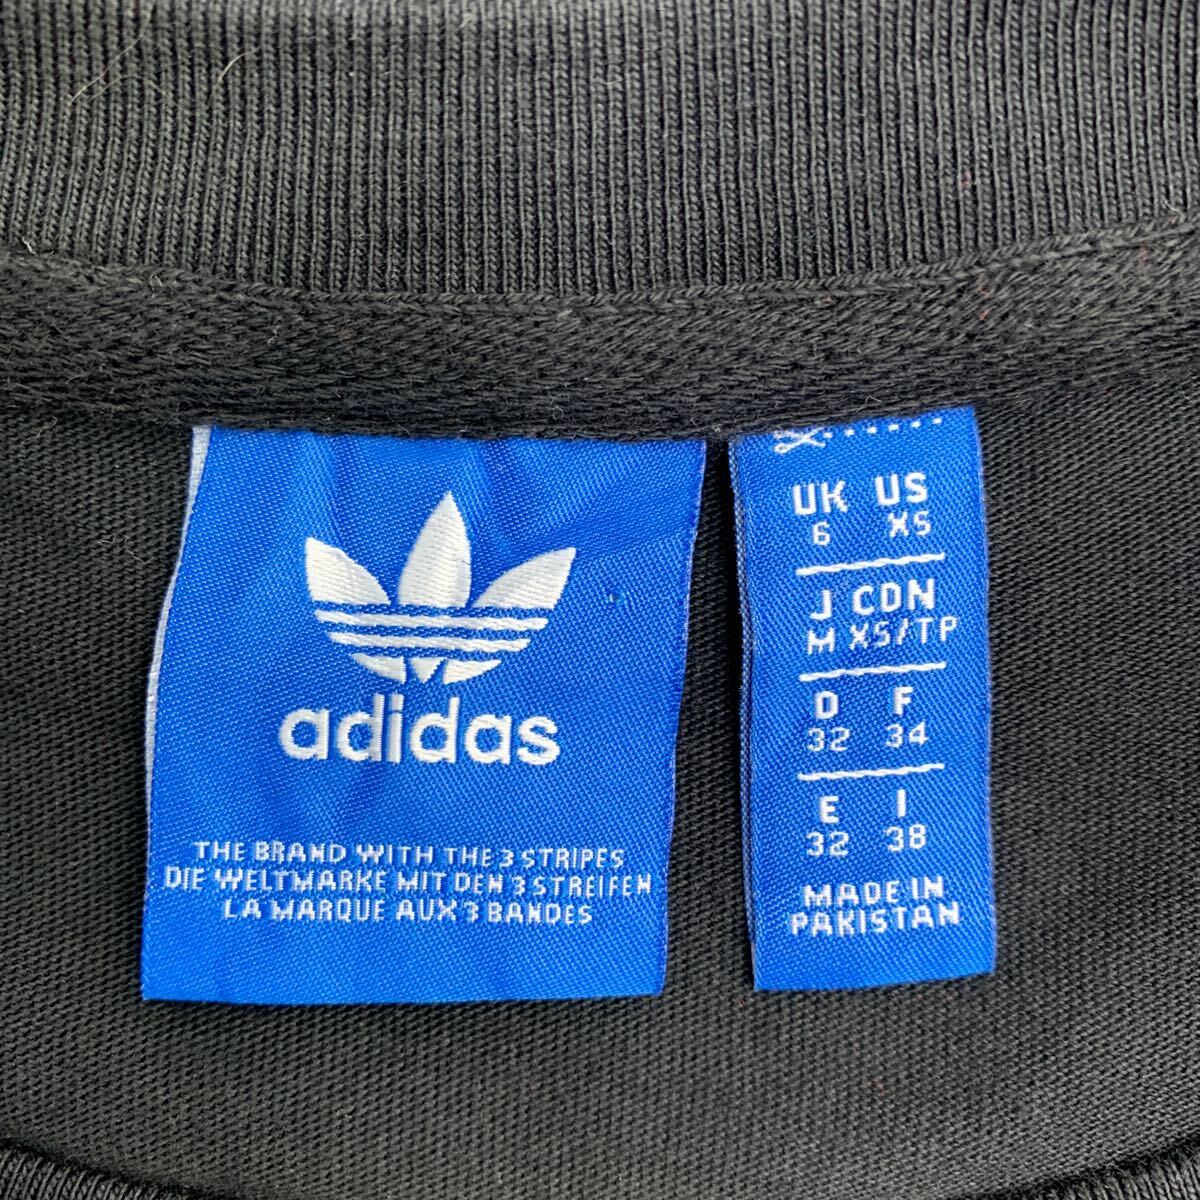 adidas
THE BRAND WITH THE 3 STRIPES
DIE WELTMARKE MIT DEN 3 STREIFEN
LA MARQUE AUX 3 BANDES
UK US
6 XS
J CDN
M XS/TP
D F
32 34
E I
32 38
MADE IN
PAKISTAN